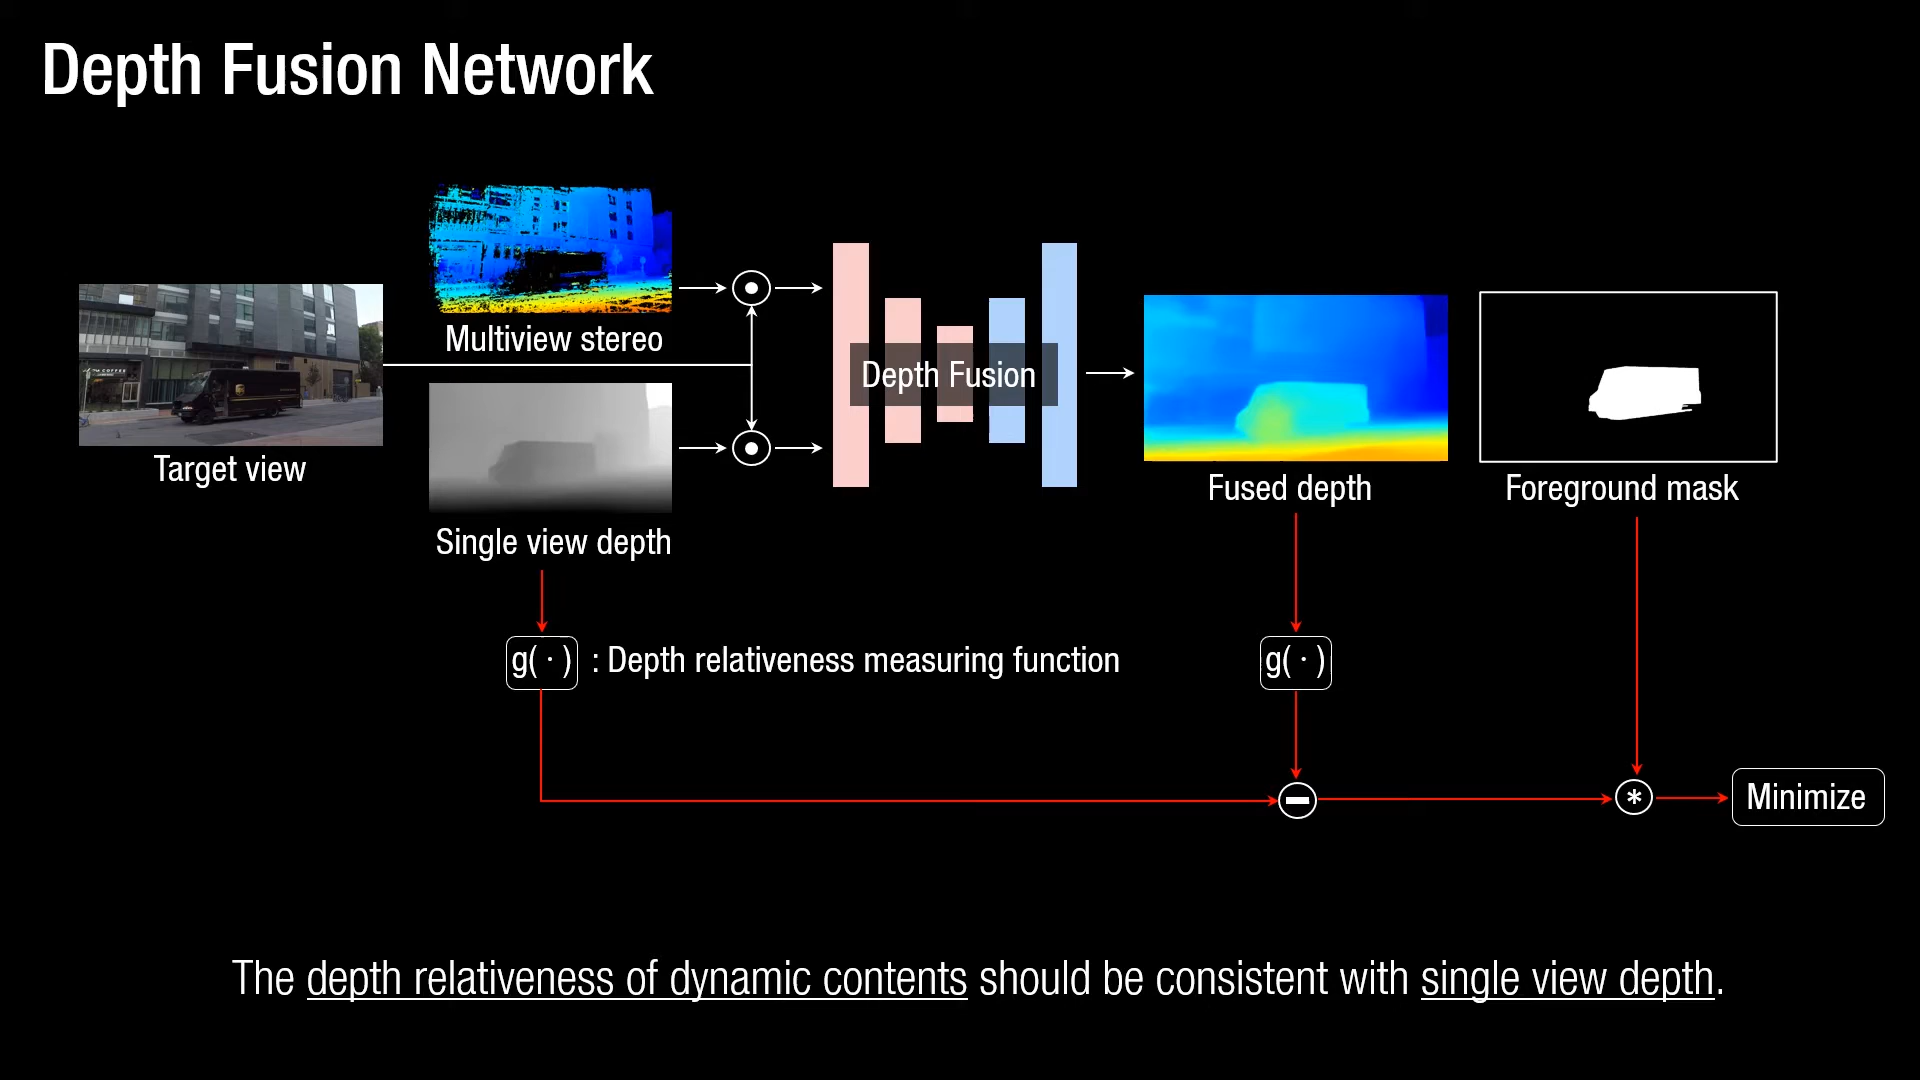 Depth Fusion Network
Multiview stereo
Target view
Single view depth
Depth Fusion
Fused depth
Foreground mask
g( · ) : Depth relativeness measuring function
g( · )
*
Minimize
The depth relativeness of dynamic contents should be consistent with single view depth.